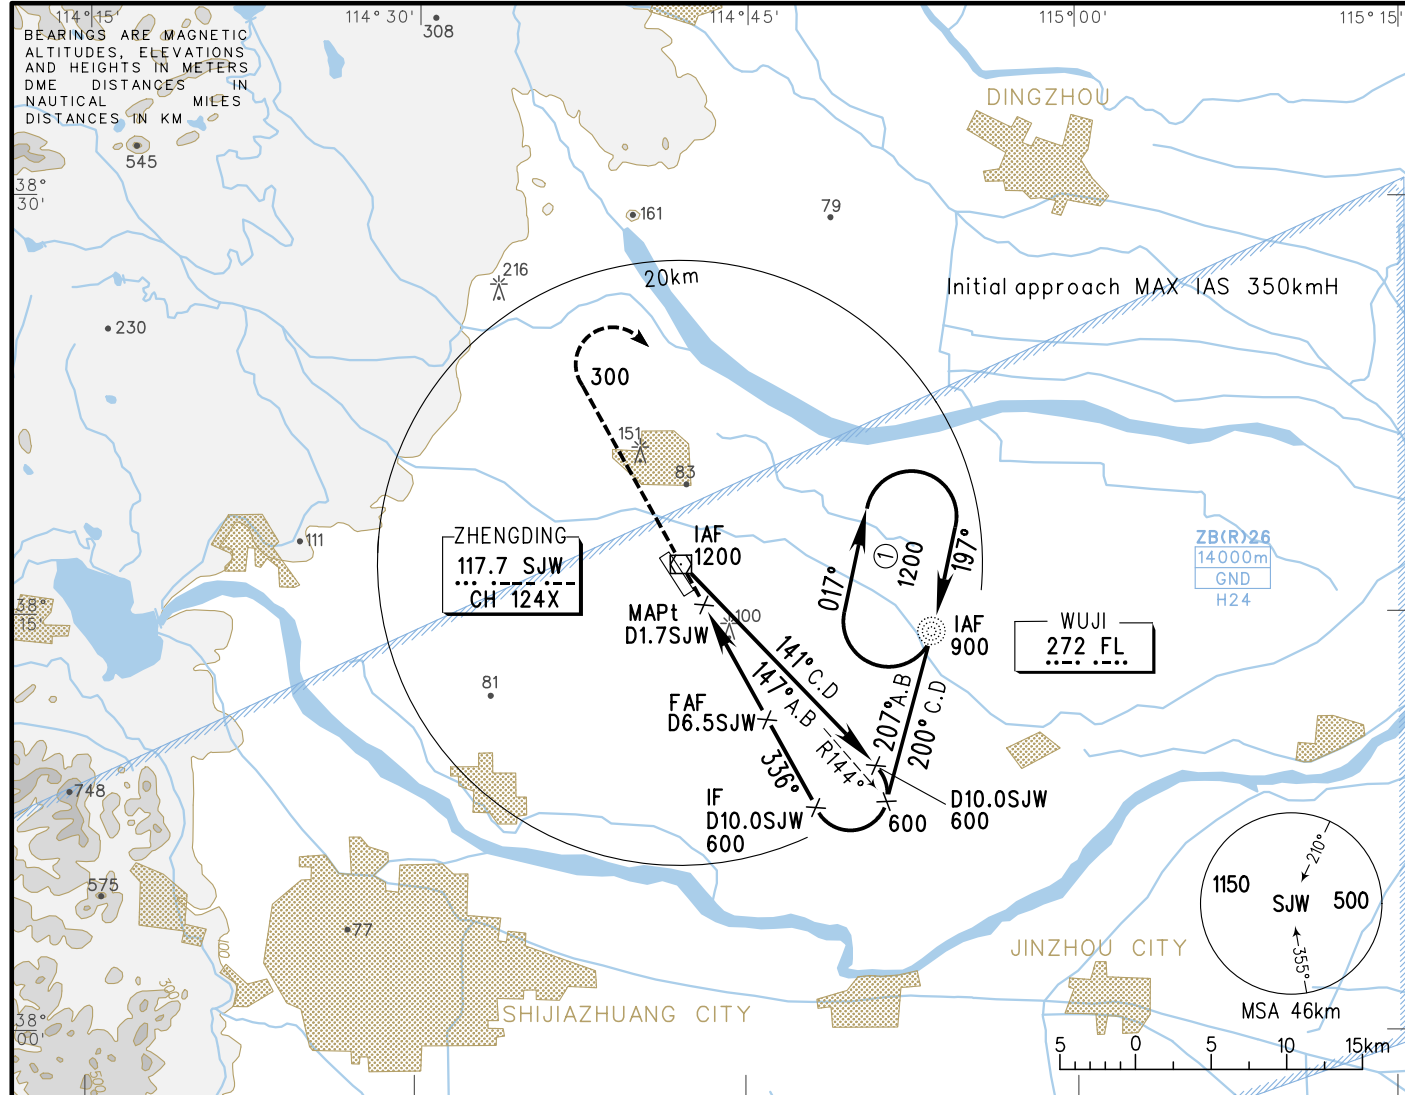 114°15'
114°30'
114°45'
115°00'
115°15'
BEARINGS ARE MAGNETIC
ALTITUDES, ELEVATIONS
AND HEIGHTS IN METERS
DME DISTANCES IN
NAUTICAL MILES
DISTANCES IN KM
308
DINGZHOU
545
38°
30'
161
79
216
20km
Initial approach MAX IAS 350kmH
230
300
151
83
ZHENGDING
117.7 SJW
CH 124X
IAF
1200
111
017°
1
1200
197°
ZB(R)26
14000m
GND
H24
38°
15'
MAPt
D1.7SJW
100
IAF
900
WUJI
272 FL
141° C.D
147° A.B
81
FAF
D6.5SJW
207° A.B
200° C.D
R144°
336°
748
IF
D10.0SJW
600
600
D10.0SJW
600
575
77
210°
1150
SJW
500
355°
MSA 46km
JINZHOU CITY
SHIJIAZHUANG CITY
100
300
500
38°
00'
5
0
5
10
15km